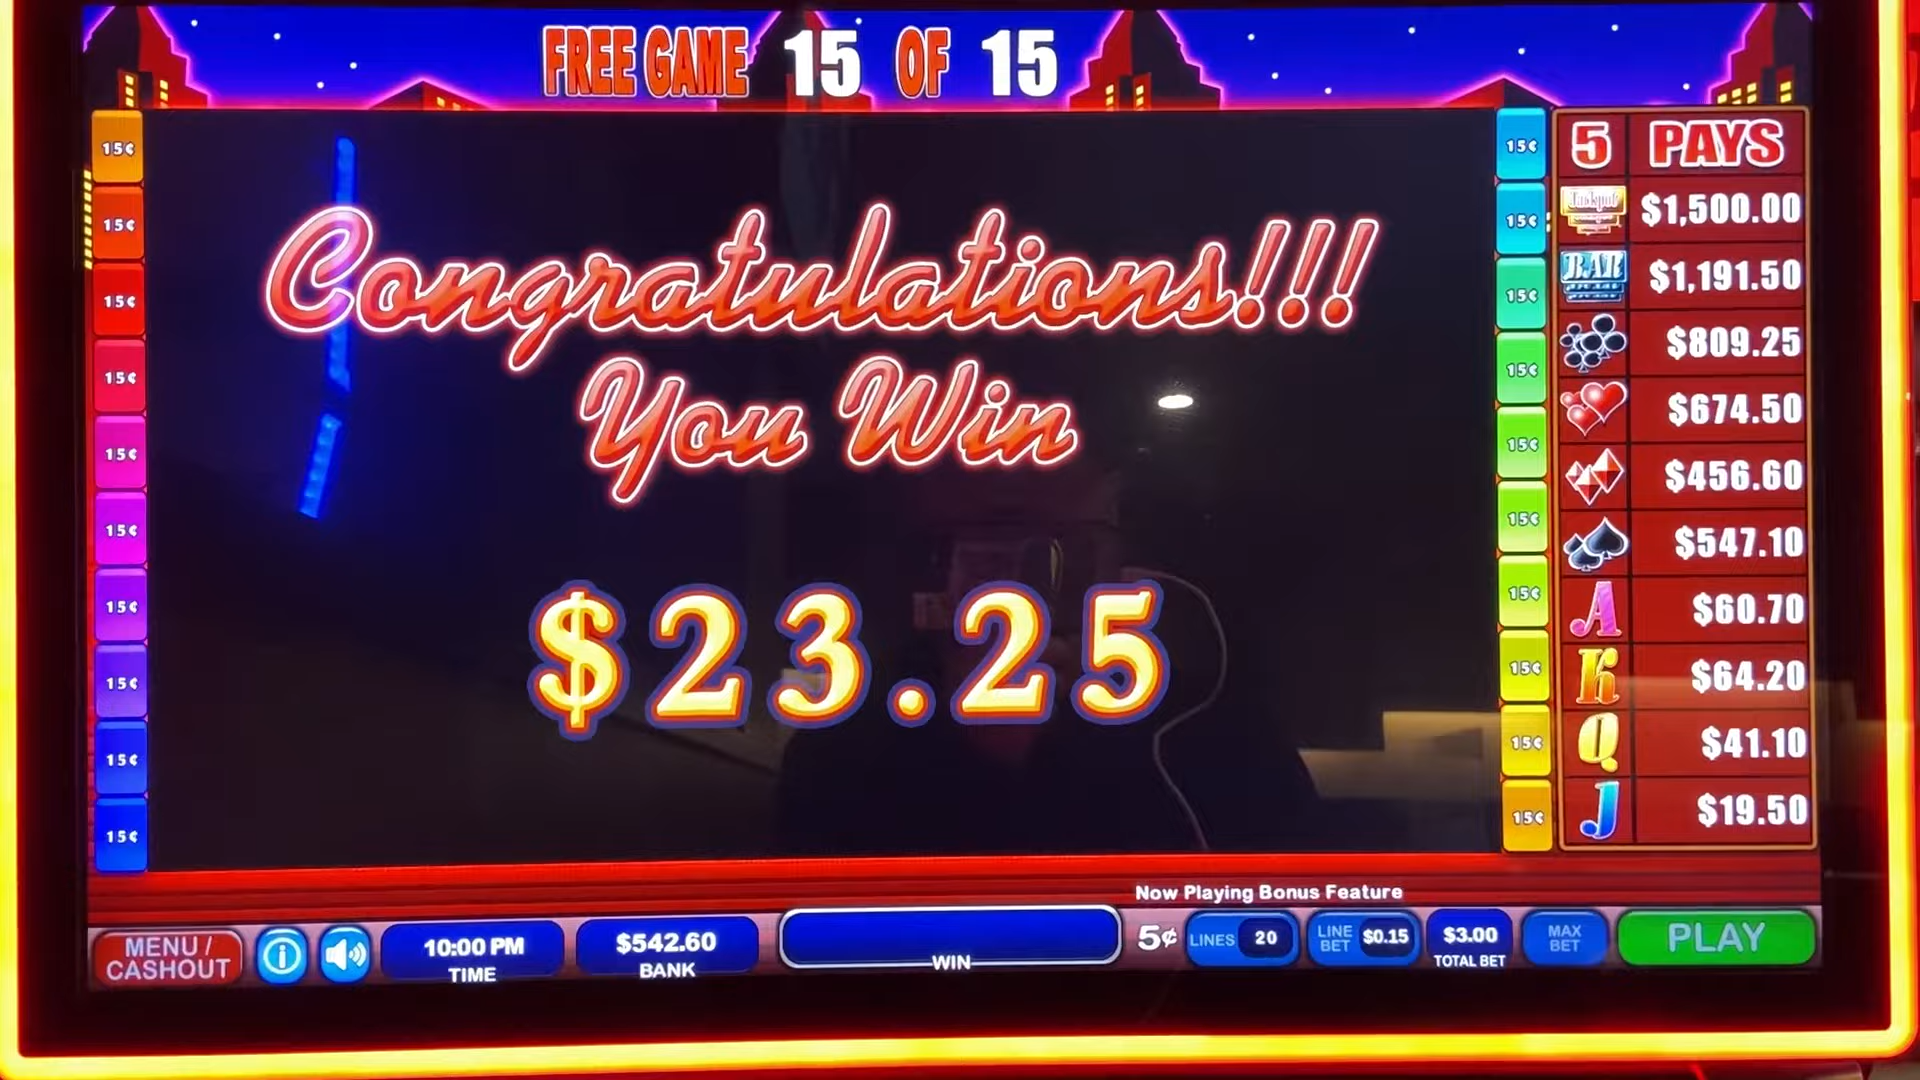 FREE GAME 15 OF 15
5 PAYS
Jackpot $1,500.00
BAR $1,191.50
$809.25
$674.50
$456.60
$547.10
A $60.70
K $64.20
Q $41.10
J $19.50
15¢
15¢
15¢
15¢
15¢
15¢
15¢
15¢
15¢
15¢
Congratulations!!!
You Win
$23.25
15¢
15¢
15¢
15¢
15¢
15¢
15¢
15¢
15¢
15¢
Now Playing Bonus Feature
MENU / CASHOUT
10:00 PM
TIME
$542.60
BANK
WIN
5¢
LINES 20
LINE BET $0.15
$3.00
TOTAL BET
MAX BET
PLAY